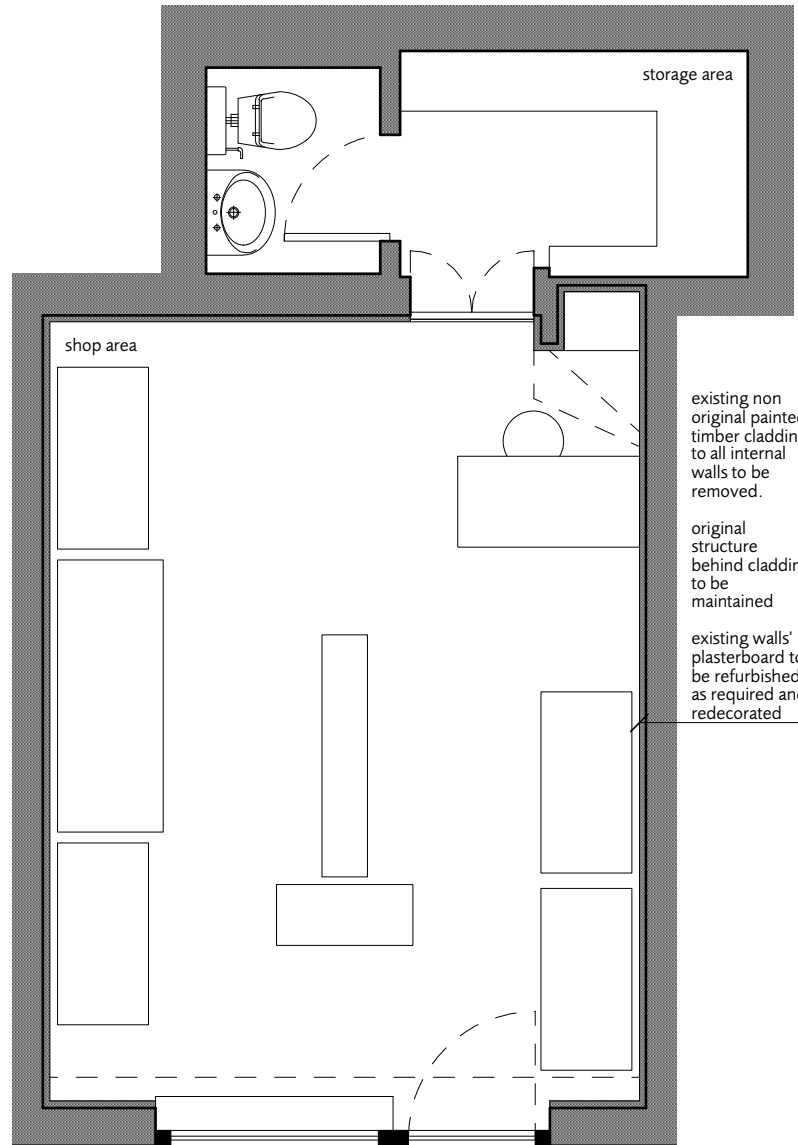 storage area
shop area
existing non
original painted
timber cladding
to all internal
walls to be
removed.
original
structure
behind cladding
to be
maintained
existing walls'
plasterboard to
be refurbished
as required and
redecorated